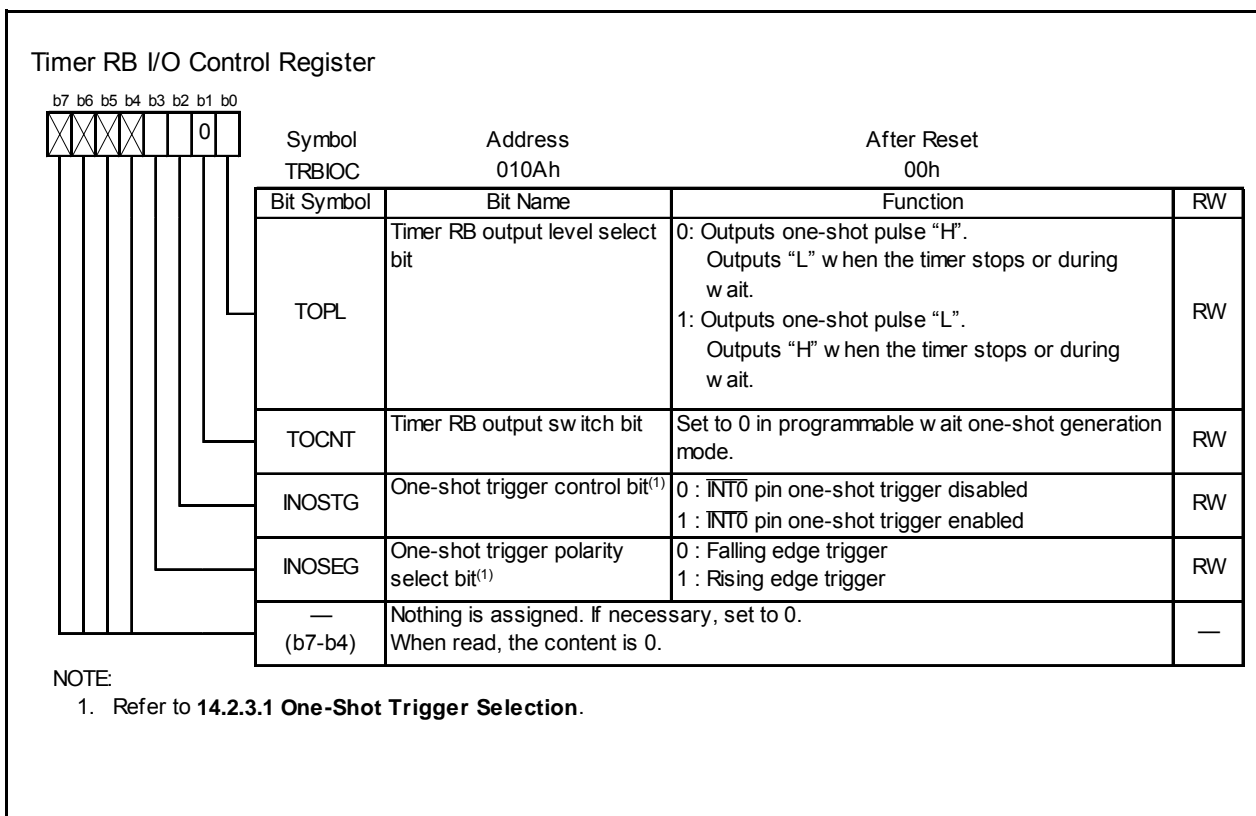 Timer RB I/O Control Register
b7 b6 b5 b4 b3 b2 b1 b0
0
Symbol Address After Reset
TRBIOC 010Ah 00h
Bit Symbol Bit Name Function RW
TOPL
Timer RB output level select
bit
0: Outputs one-shot pulse “H”.
Outputs “L” w hen the timer stops or during
w ait.
1: Outputs one-shot pulse “L”.
Outputs “H” w hen the timer stops or during
w ait.
RW
TOCNT
Timer RB output sw itch bit
Set to 0 in programmable w ait one-shot generation
mode.
RW
INOSTG
One-shot trigger control bit(1)
0 : INT0 pin one-shot trigger disabled
1 : INT0 pin one-shot trigger enabled
RW
INOSEG
One-shot trigger polarity
select bit(1)
0 : Falling edge trigger
1 : Rising edge trigger
RW
—
(b7-b4)
Nothing is assigned. If necessary, set to 0.
When read, the content is 0.
—
NOTE:
1. Refer to 14.2.3.1 One-Shot Trigger Selection.